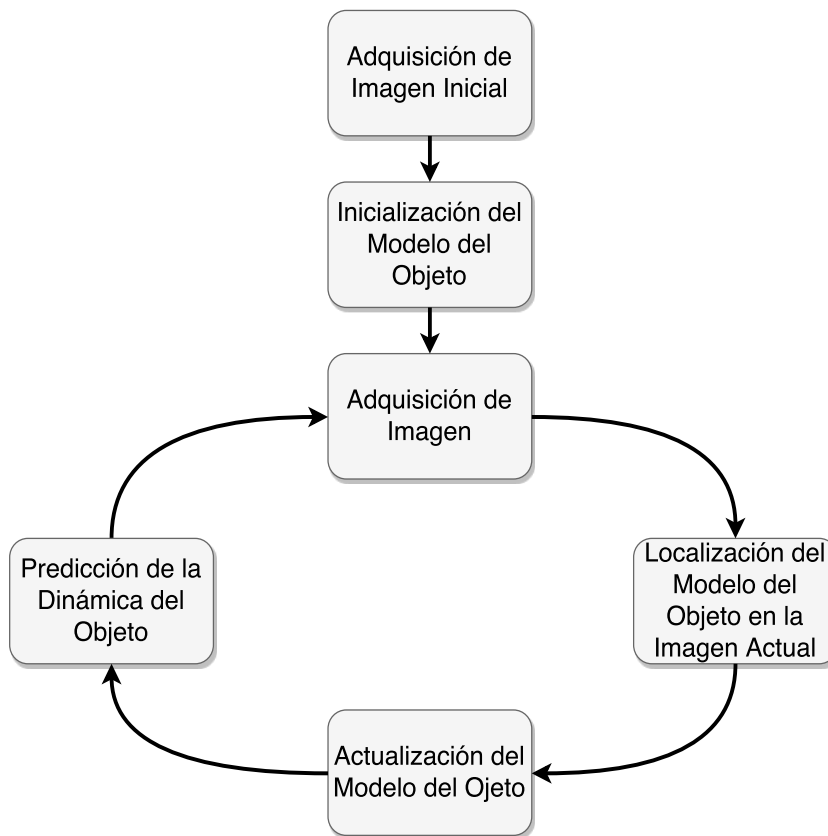 Adquisición de
Imagen Inicial
Inicialización del
Modelo del
Objeto
Adquisición de
Imagen
Localización del
Modelo del
Objeto en la
Imagen Actual
Actualización del
Modelo del Ojeto
Predicción de la
Dinámica del
Objeto